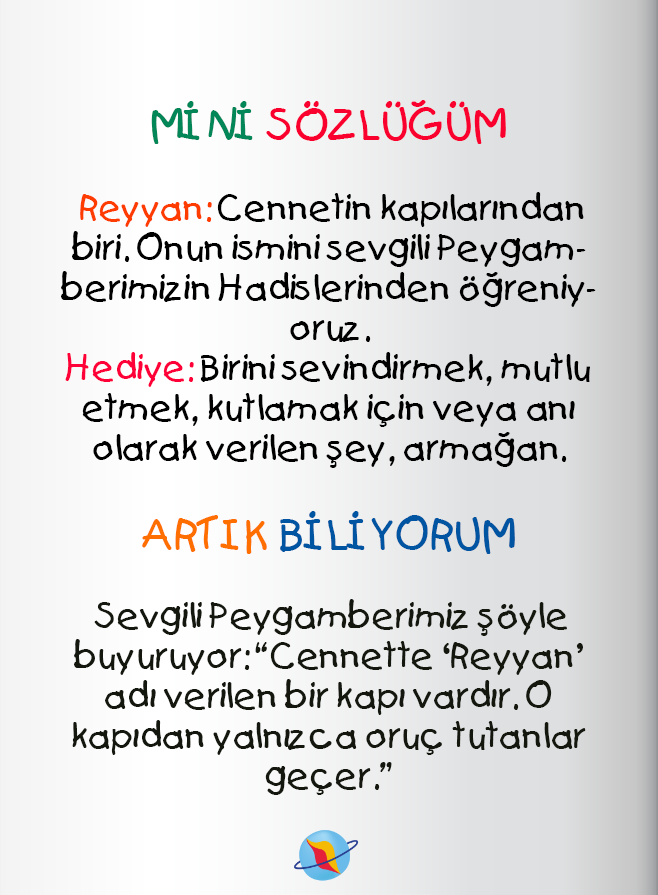 MİNİ SÖZLÜĞÜM
Reyyan: Cennetin kapılarından
biri. Onun ismini sevgili Peygam-
berimizin Hadislerinden öğreniy-
oruz.
Hediye: Birini sevindirmek, mutlu
etmek, kutlamak için veya anı
olarak verilen şey, armağan.
ARTIK BİLİYORUM
Sevgili Peygamberimiz şöyle
buyuruyor: “Cennette ‘Reyyan’
adı verilen bir kapı vardır. O
kapıdan yalnızca oruç tutanlar
geçer.”